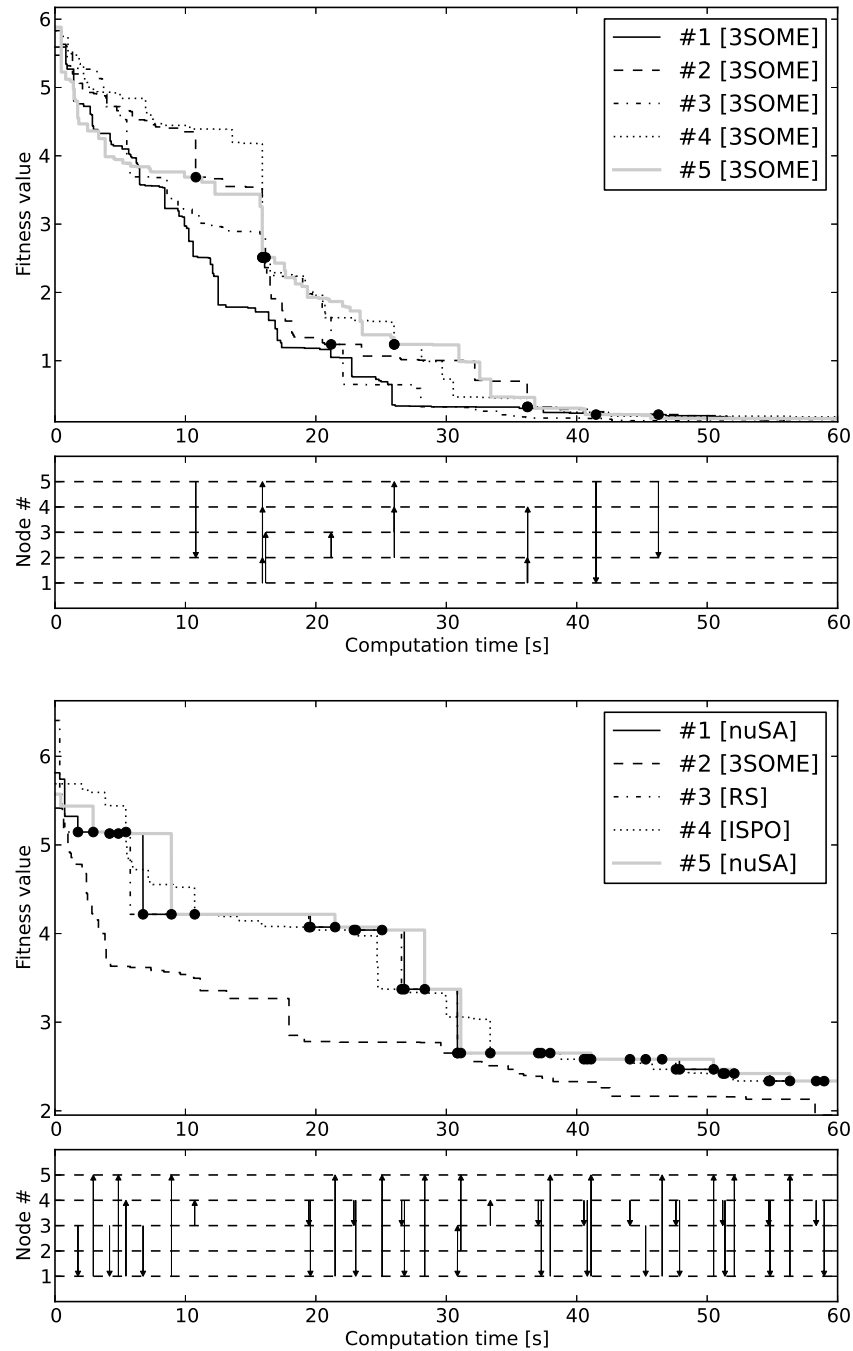 6
5
4
3
2
1
Fitness value
#1 [3SOME]
#2 [3SOME]
#3 [3SOME]
#4 [3SOME]
#5 [3SOME]
0 10 20 30 40 50 60
5
4
3
2
1
Node #
0 10 20 30 40 50 60
Computation time [s]
6
5
4
3
2
Fitness value
#1 [nuSA]
#2 [3SOME]
#3 [RS]
#4 [ISPO]
#5 [nuSA]
0 10 20 30 40 50 60
5
4
3
2
1
Node #
0 10 20 30 40 50 60
Computation time [s]